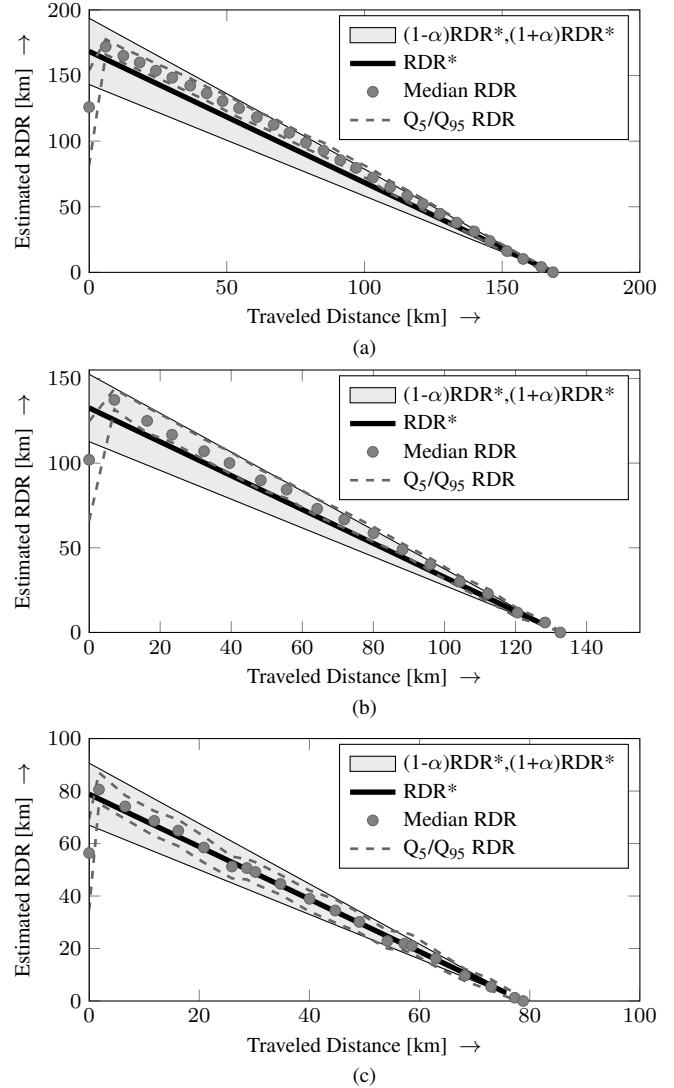 200
150
100
50
0
Estimated RDR [km] →
(1-α)RDR*,(1+α)RDR*
RDR*
Median RDR
Q₅/Q₉₅ RDR
0 50 100 150 200
Traveled Distance [km] →
(a)
150
100
50
0
Estimated RDR [km] →
(1-α)RDR*,(1+α)RDR*
RDR*
Median RDR
Q₅/Q₉₅ RDR
0 20 40 60 80 100 120 140
Traveled Distance [km] →
(b)
100
80
60
40
20
0
Estimated RDR [km] →
(1-α)RDR*,(1+α)RDR*
RDR*
Median RDR
Q₅/Q₉₅ RDR
0 20 40 60 80 100
Traveled Distance [km] →
(c)